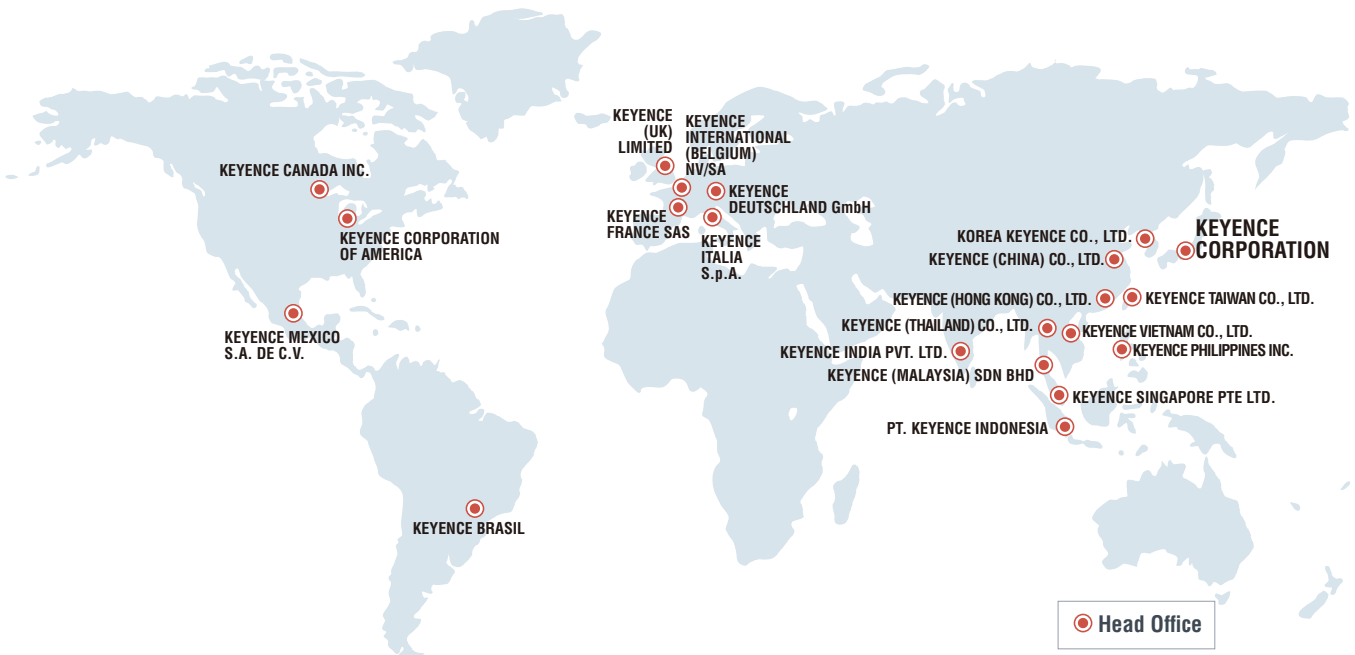 KEYENCE
(UK)
LIMITED
KEYENCE
INTERNATIONAL
(BELGIUM)
NV/SA
KEYENCE CANADA INC.
KEYENCE
DEUTSCHLAND GmbH
KEYENCE
FRANCE SAS
KEYENCE CORPORATION
OF AMERICA
KEYENCE
ITALIA
S.p.A.
KOREA KEYENCE CO., LTD.
KEYENCE
CORPORATION
KEYENCE (CHINA) CO., LTD.
KEYENCE (HONG KONG) CO., LTD.
KEYENCE TAIWAN CO., LTD.
KEYENCE MEXICO
S.A. DE C.V.
KEYENCE (THAILAND) CO., LTD.
KEYENCE VIETNAM CO., LTD.
KEYENCE INDIA PVT. LTD.
KEYENCE PHILIPPINES INC.
KEYENCE (MALAYSIA) SDN BHD
KEYENCE SINGAPORE PTE LTD.
PT. KEYENCE INDONESIA
KEYENCE BRASIL
Head Office